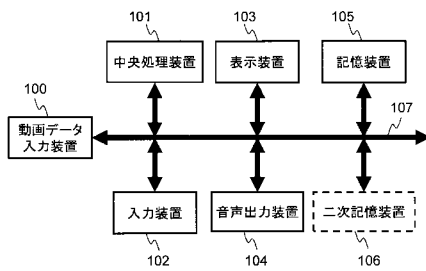 101
103
105
中央処理装置
表示装置
記憶装置
100
107
動画データ
入力装置
入力装置
音声出力装置
二次記憶装置
102
104
106